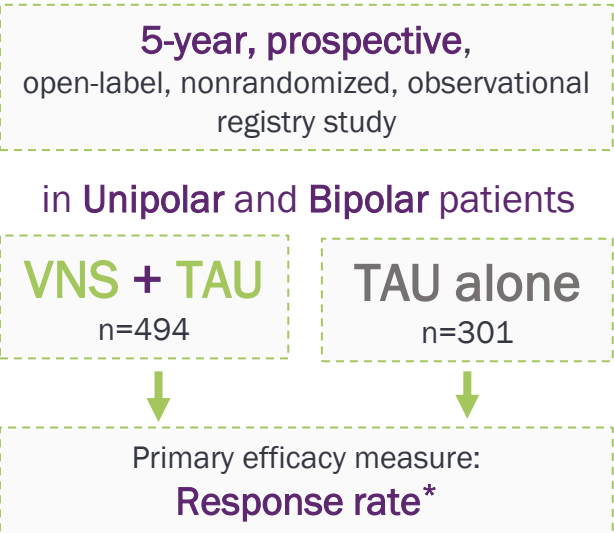 5-year, prospective,
open-label, nonrandomized, observational
registry study
in Unipolar and Bipolar patients
VNS + TAU
n=494
TAU alone
n=301
Primary efficacy measure:
Response rate*